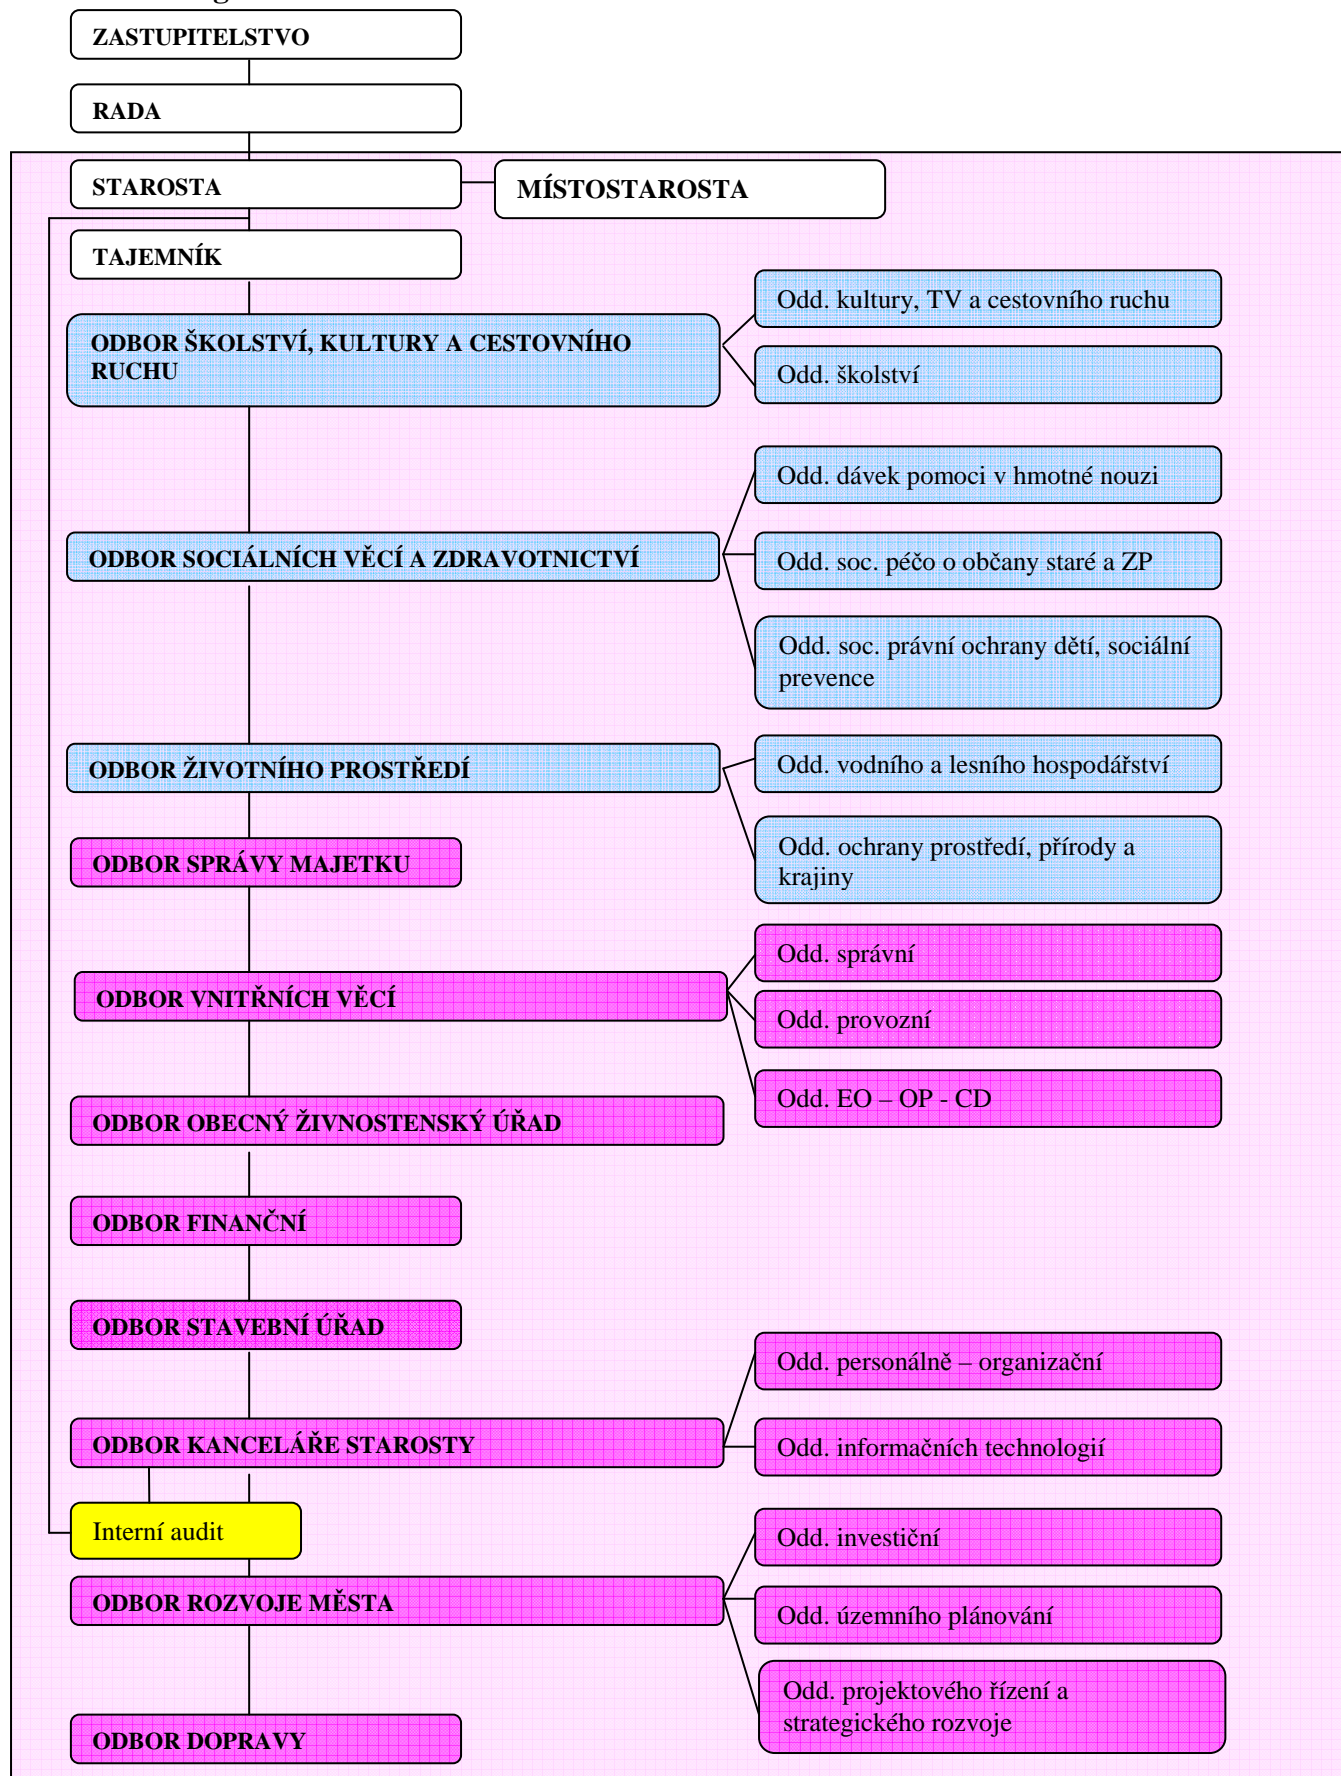 ZASTUPITELSTVO
RADA
STAROSTA
MÍSTOSTAROSTA
TAJEMNÍK
Odd. kultury, TV a cestovního ruchu
ODBOR ŠKOLSTVÍ, KULTURY A CESTOVNÍHO
RUCHU
Odd. školství
Odd. dávek pomoci v hmotné nouzi
ODBOR SOCIÁLNÍCH VĚCÍ A ZDRAVOTNICTVÍ
Odd. soc. péčo o občany staré a ZP
Odd. soc. právní ochrany dětí, sociální
prevence
ODBOR ŽIVOTNÍHO PROSTŘEDÍ
Odd. vodního a lesního hospodářství
ODBOR SPRÁVY MAJETKU
Odd. ochrany prostředí, přírody a
krajiny
Odd. správní
ODBOR VNITŘNÍCH VĚCÍ
Odd. provozní
Odd. EO – OP - CD
ODBOR OBECNÝ ŽIVNOSTENSKÝ ÚŘAD
ODBOR FINANČNÍ
ODBOR STAVEBNÍ ÚŘAD
Odd. personálně – organizační
ODBOR KANCELÁŘE STAROSTY
Odd. informačních technologií
Interní audit
Odd. investiční
ODBOR ROZVOJE MĚSTA
Odd. územního plánování
Odd. projektového řízení a
strategického rozvoje
ODBOR DOPRAVY